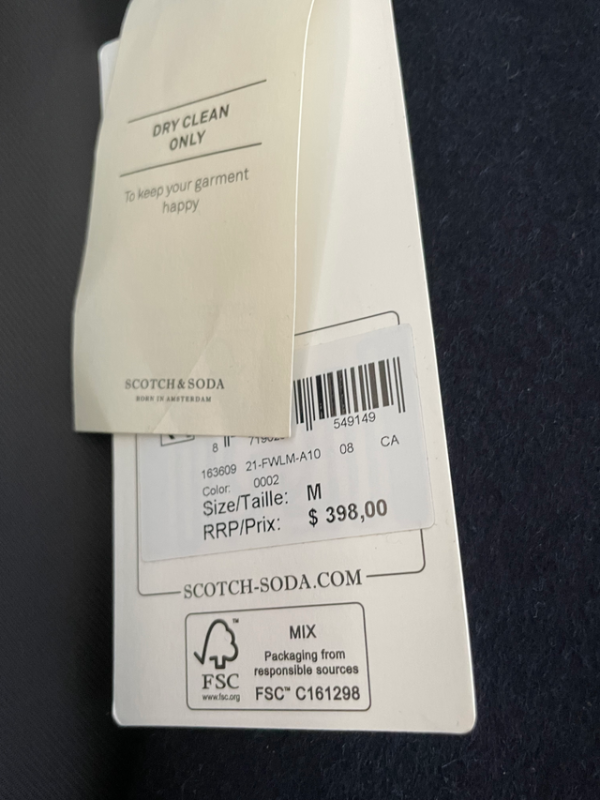 DRY CLEAN
ONLY
To keep your garment
happy
SCOTCH & SODA
BORN IN AMSTERDAM
549149
8
163609 21-FWLM-A10 08 CA
Color: 0002
Size/Taille: M
RRP/Prix: $ 398,00
SCOTCH-SODA.COM
FSC
www.fsc.org
MIX
Packaging from
responsible sources
FSC™ C161298